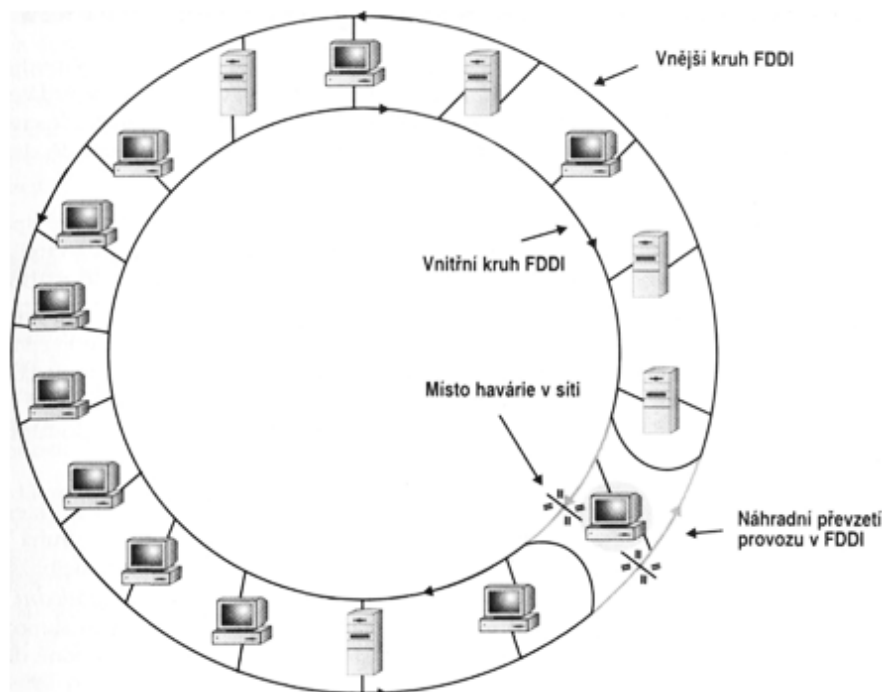 Vnější kruh FDDI
Vnitřní kruh FDDI
Místo havárie v síti
Náhradní převzetí
provozu v FDDI